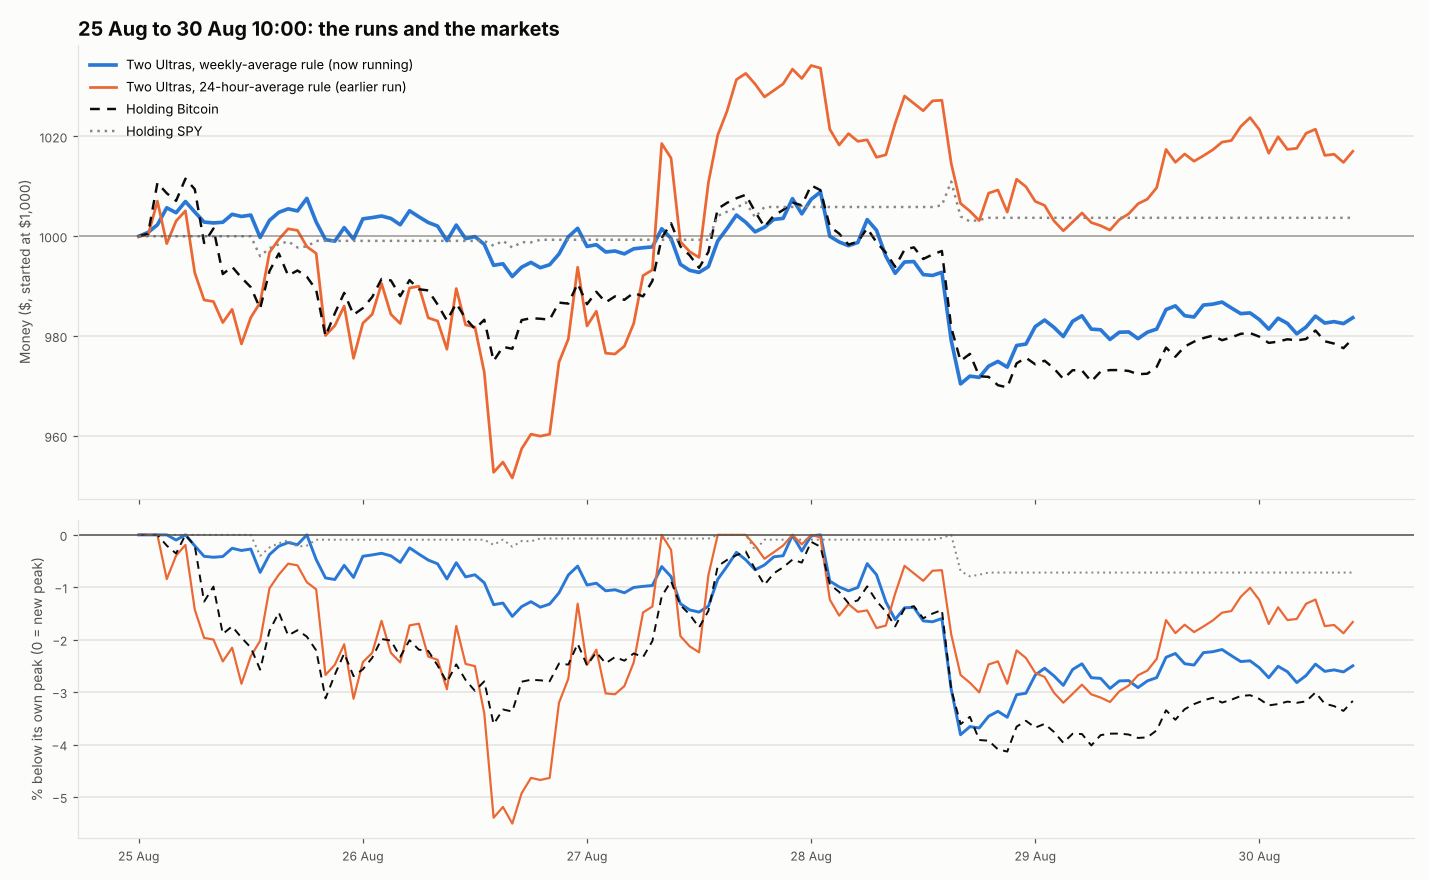 25 Aug to 30 Aug 10:00: the runs and the markets
Two Ultras, weekly-average rule (now running)
Two Ultras, 24-hour-average rule (earlier run)
Holding Bitcoin
Holding SPY
Money ($, started at $1,000)
1020
1000
980
960
% below its own peak (0 = new peak)
0
−1
−2
−3
−4
−5
25 Aug
26 Aug
27 Aug
28 Aug
29 Aug
30 Aug